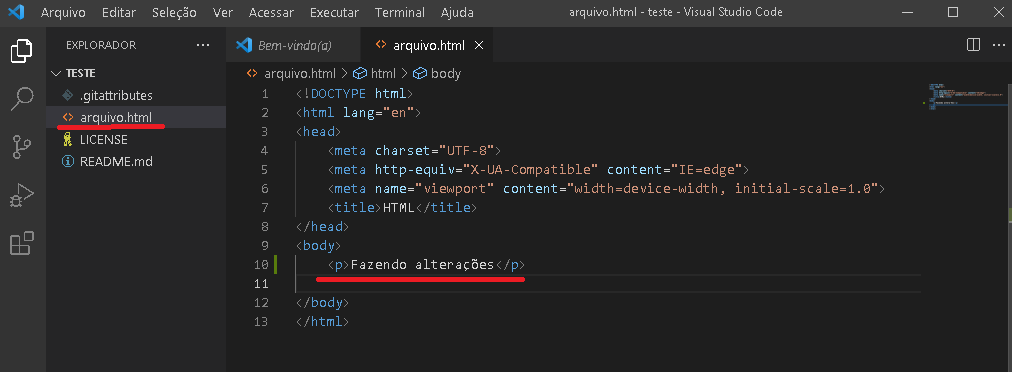 Arquivo Editar Seleção Ver Acessar Executar Terminal Ajuda arquivo.html - teste - Visual Studio Code
EXPLORADOR ···
Bem-vindo(a) arquivo.html
TESTE
.gitattributes
arquivo.html
LICENSE
README.md
arquivo.html > html > body
1 <!DOCTYPE html>
2 <html lang="en">
3 <head>
4 <meta charset="UTF-8">
5 <meta http-equiv="X-UA-Compatible" content="IE=edge">
6 <meta name="viewport" content="width=device-width, initial-scale=1.0">
7 <title>HTML</title>
8 </head>
9 <body>
10 <p>Fazendo alterações</p>
11
12 </body>
13 </html>